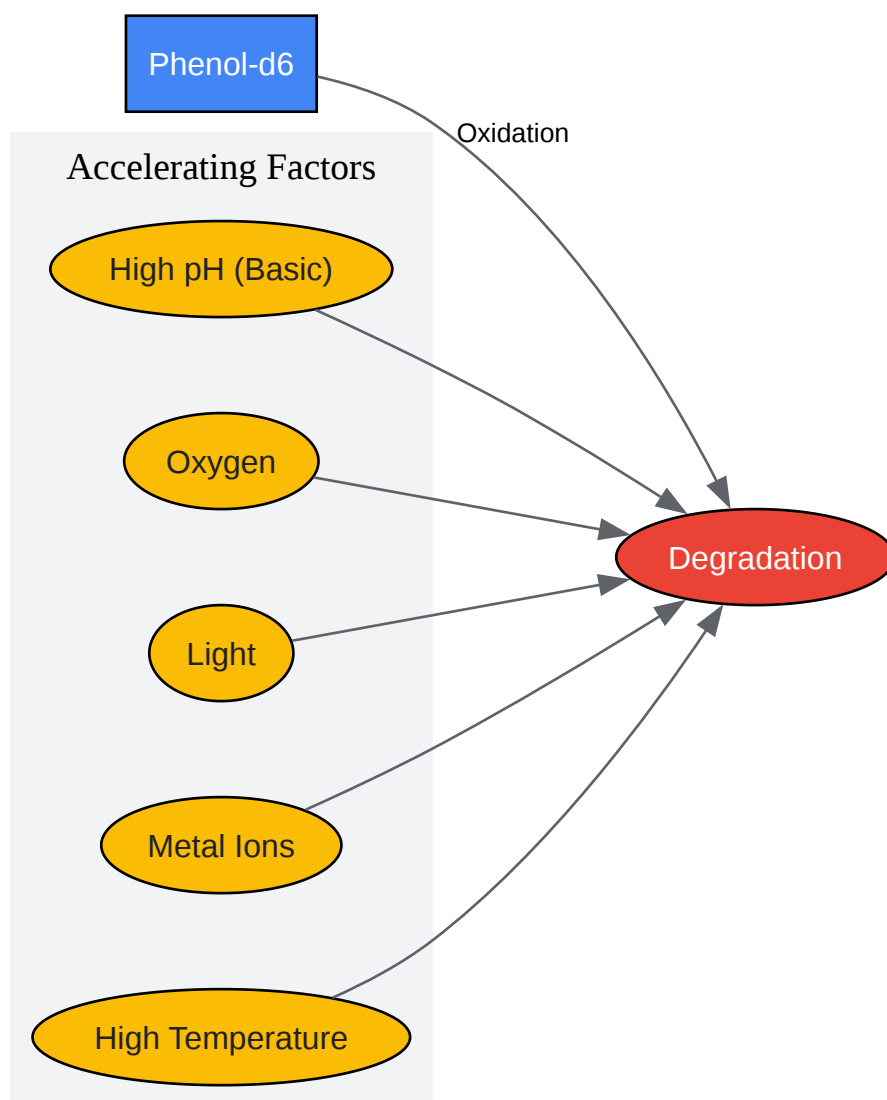 Phenol-d6
Oxidation
Accelerating Factors
High pH (Basic)
Oxygen
Degradation
Light
Metal Ions
High Temperature